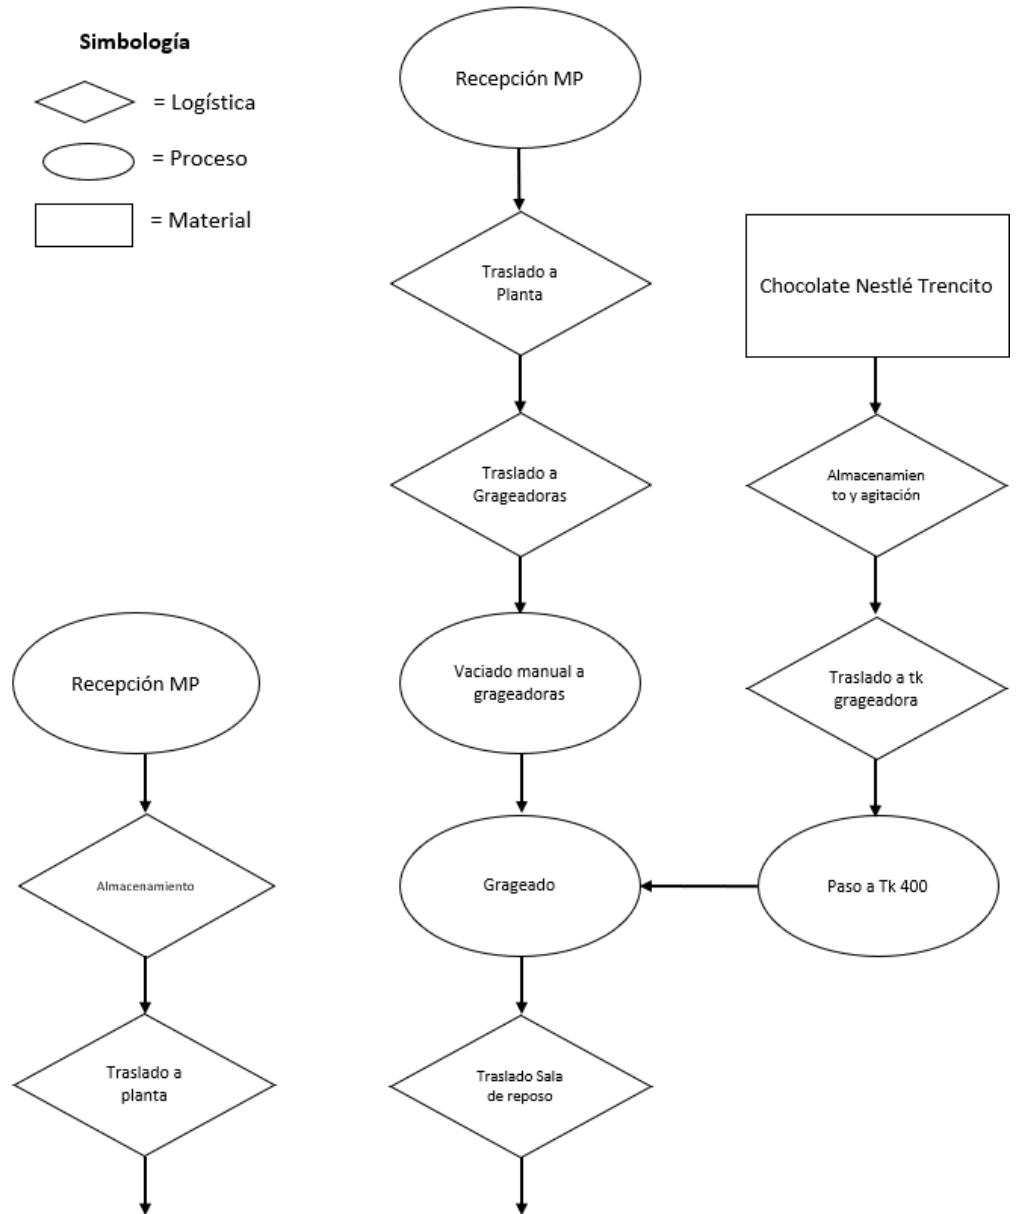 Simbología
= Logística
= Proceso
= Material
Recepción MP
Traslado a
Planta
Traslado a
Grageadoras
Vaciado manual a
grageadoras
Grageado
Traslado Sala
de reposo
Chocolate Nestlé Trencito
Almacenamien
to y agitación
Traslado a tk
grageadora
Paso a Tk 400
Recepción MP
Almacenamiento
Traslado a
planta